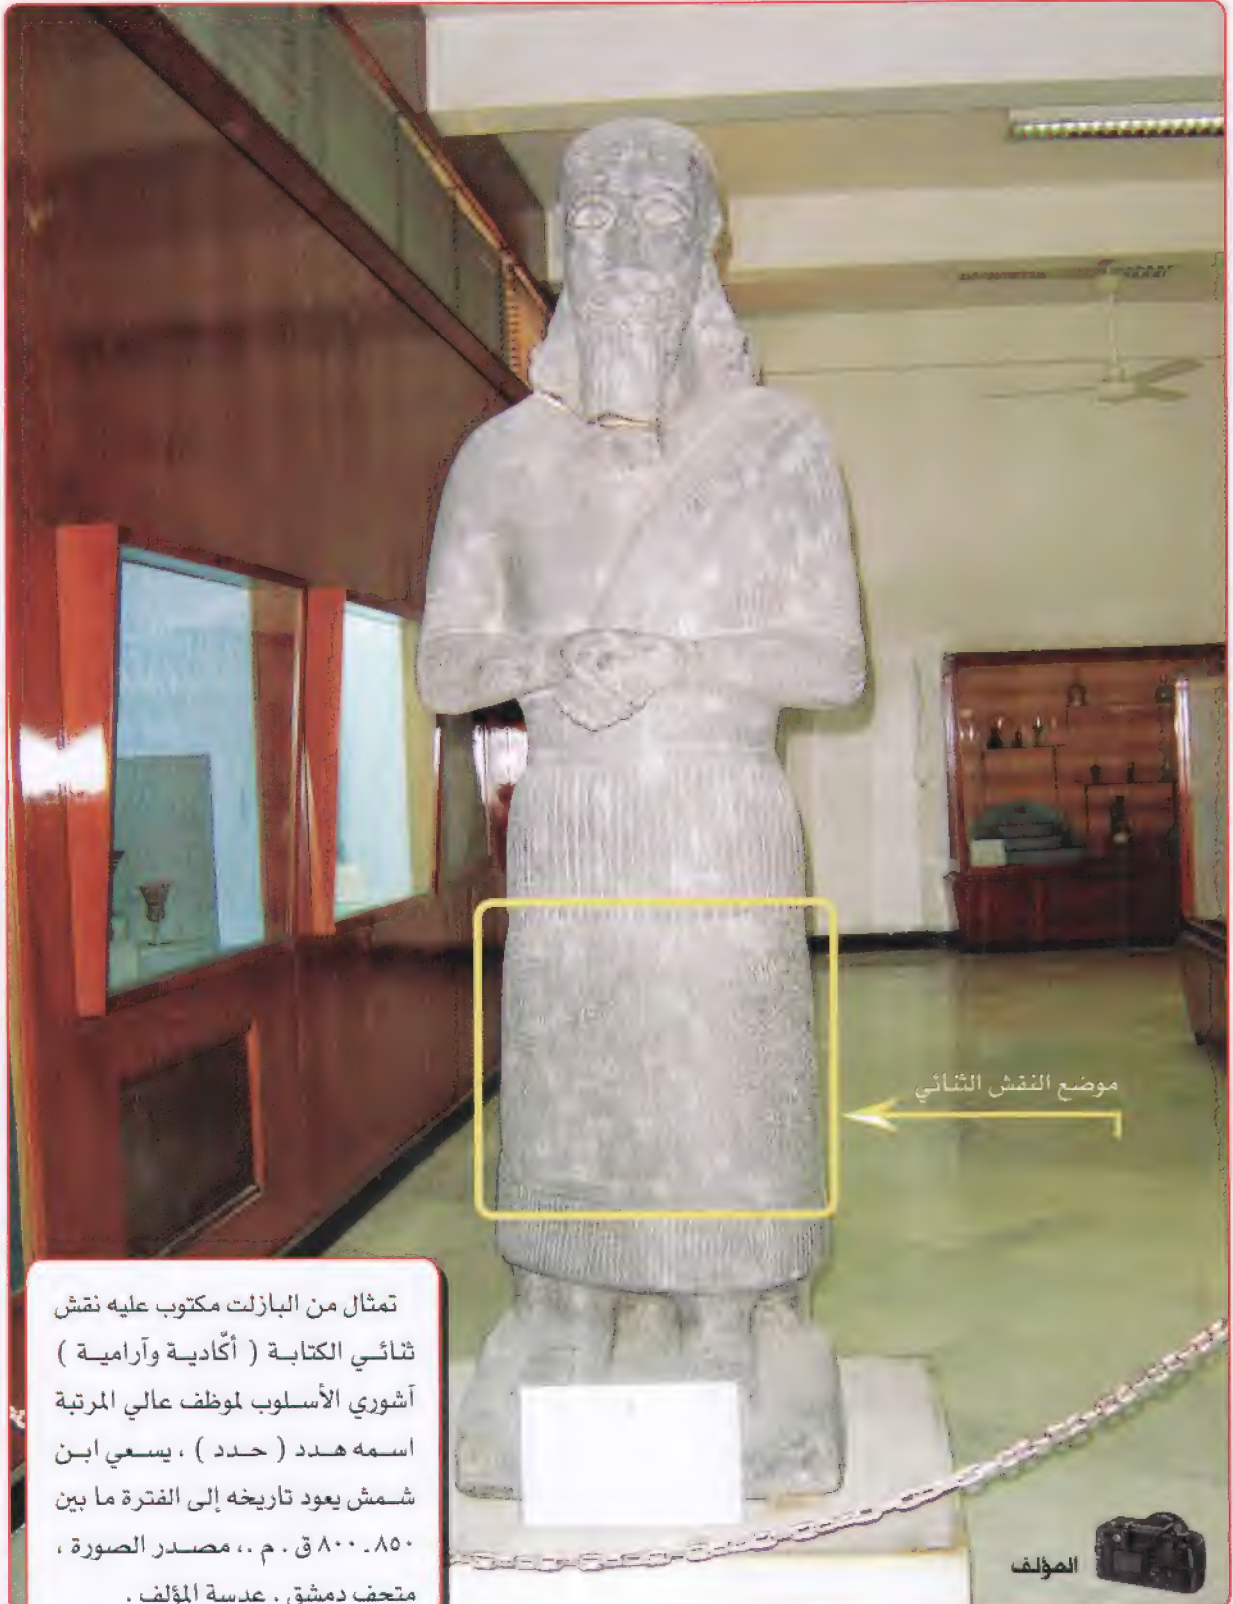 موضع النقش الثنائي
تمثال من البازلت مكتوب عليه نقش
ثنائي الكتابة ( أكّادية وآرامية )
آشوري الأسلوب لموظف عالي المرتبة
اسمه هدد ( حدد ) ، يسعي ابن
شمش يعود تاريخه إلى الفترة ما بين
٨٥٠ ـ ٨٠٠ ق . م .، مصدر الصورة ،
متحف دمشق . عدسة المؤلف .
المؤلف